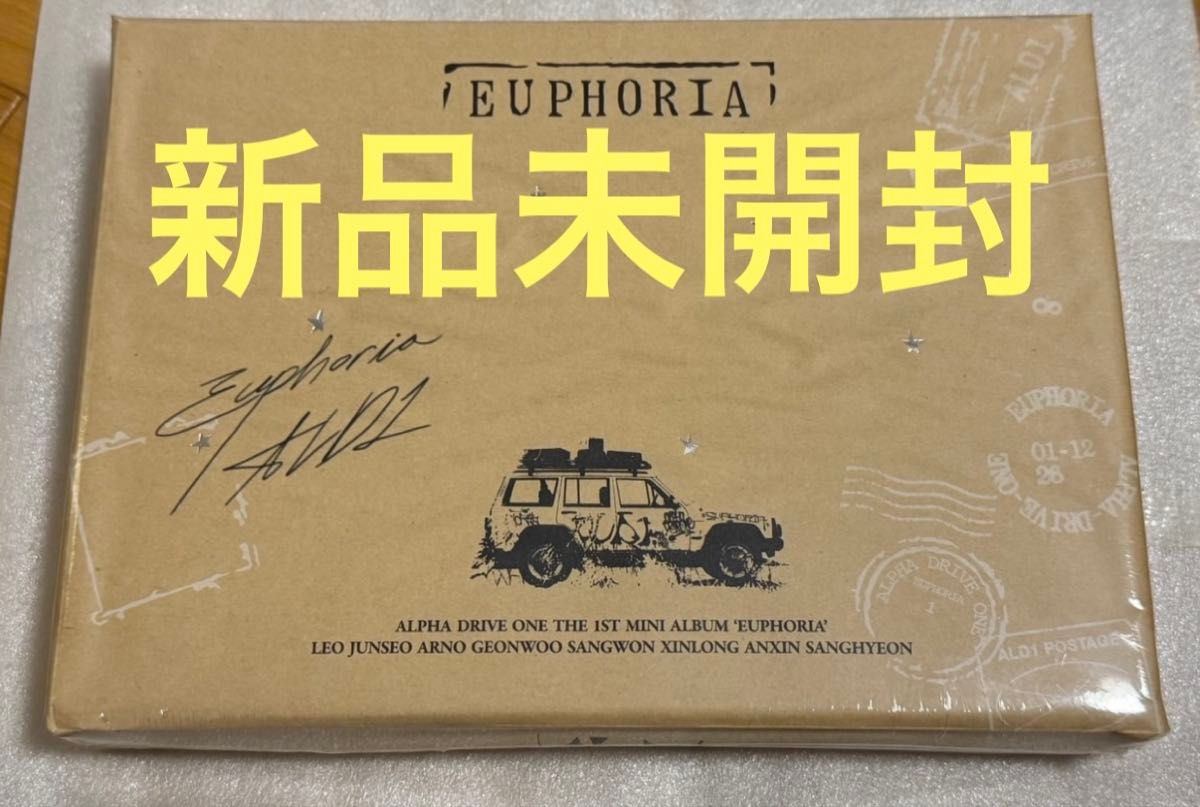 EUPHORIA
新品未開封
ALD1
8
Euphoria
ALD1
EUPHORIA
01-12
26
ALPHA DRIVE ONE
ALPHA DRIVE ONE
EUPHORIA
1
ALD1 POSTAGE
ALPHA DRIVE ONE THE 1ST MINI ALBUM ‘EUPHORIA’
LEO JUNSEO ARNO GEONWOO SANGWON XINLONG ANXIN SANGHYEON